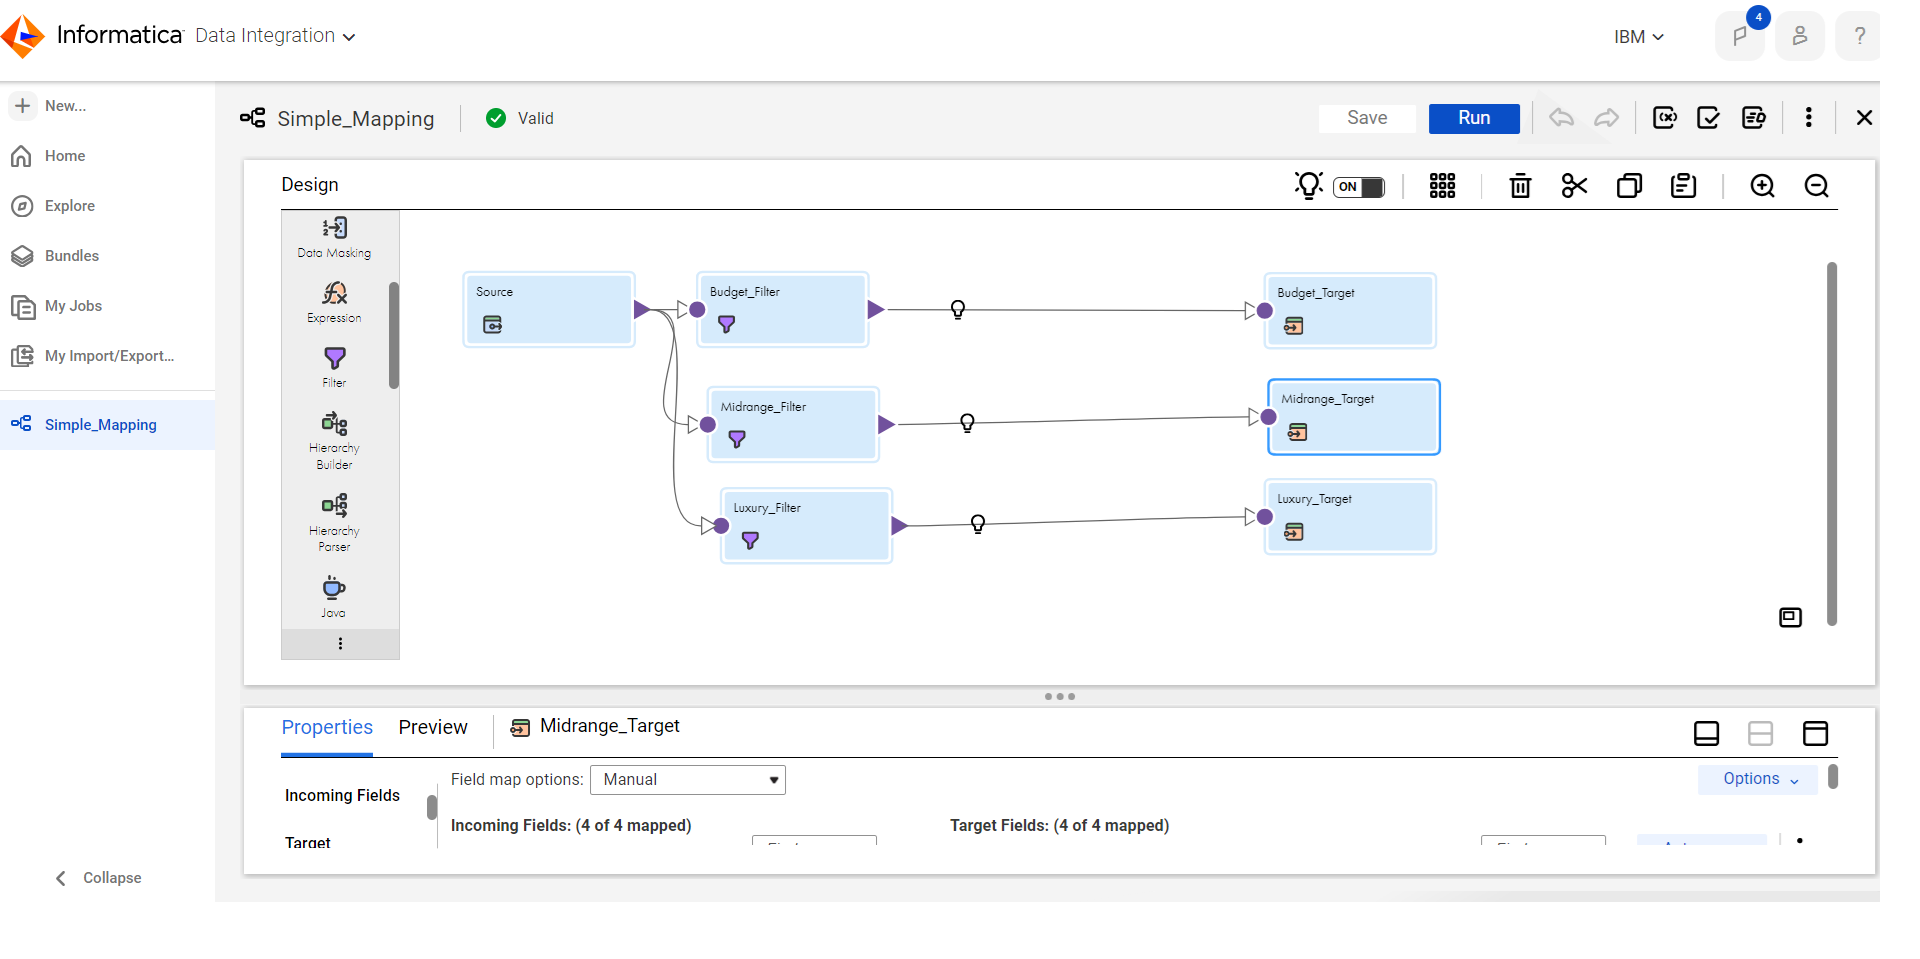 Informatica Data Integration
IBM
4
?
New...
Home
Explore
Bundles
My Jobs
My Import/Export...
Simple_Mapping
Collapse
Simple_Mapping
Valid
Save
Run
Design
ON
Data Masking
Expression
Filter
Hierarchy
Builder
Hierarchy
Parser
Java
Source
Budget_Filter
Budget_Target
Midrange_Filter
Midrange_Target
Luxury_Filter
Luxury_Target
Properties
Preview
Midrange_Target
Incoming Fields
Target
Field map options: Manual
Options
Incoming Fields: (4 of 4 mapped)
Target Fields: (4 of 4 mapped)